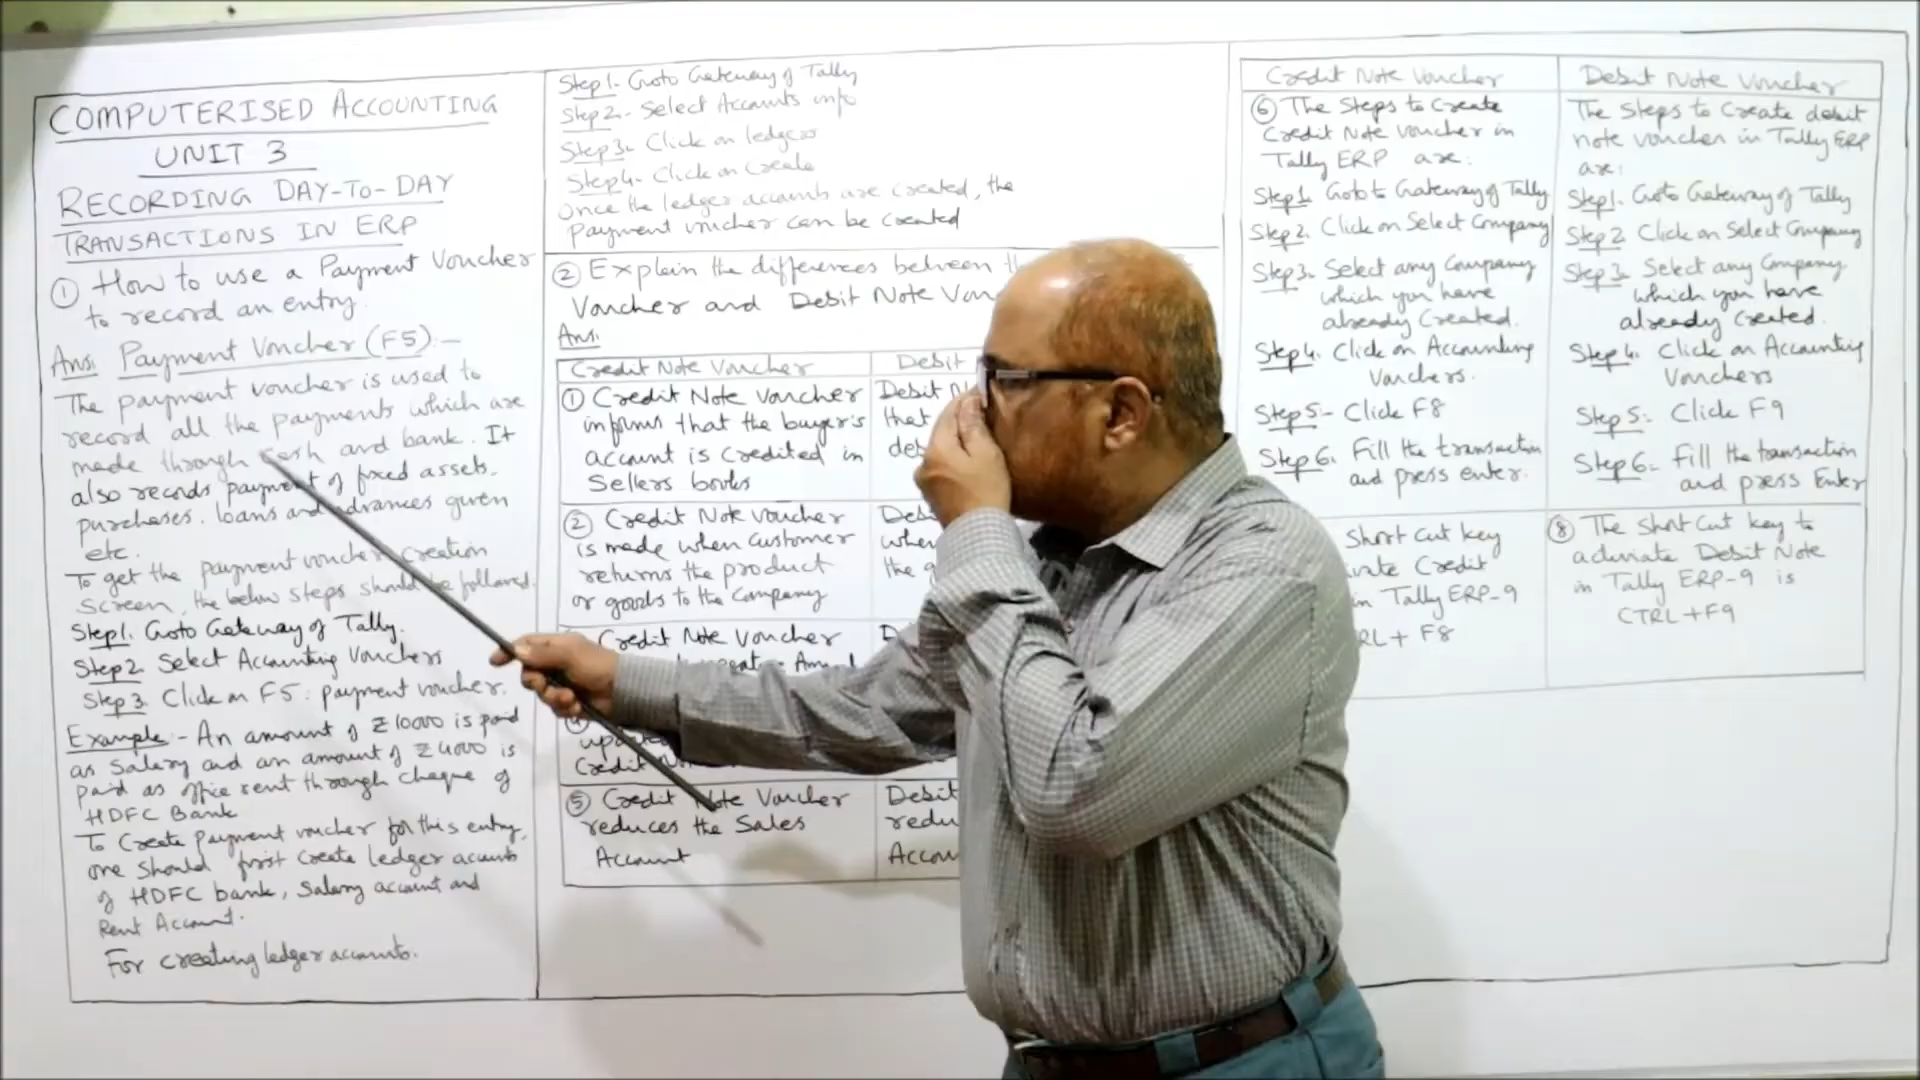 COMPUTERISED ACCOUNTING
UNIT 3
RECORDING DAY-TO-DAY
TRANSACTIONS IN ERP
① How to use a Payment Voucher
to record an entry.
Ans: Payment Voucher (F5):-
The payment voucher is used to
record all the payments which are
made through cash and bank. It
also records payment of fixed assets.
purchases. loans and advances given
etc.
To get the payment voucher creation
screen, the below steps should be followed.
Step1. Goto Gateway of Tally.
Step2. Select Accounting Vouchers
Step 3. Click on F5: payment voucher.
Example:- An amount of ₹10000 is paid
as salary and an amount of ₹4000 is
paid as office rent through cheque of
HDFC Bank
To Create payment voucher for this entry,
one should first create ledger accounts
of HDFC bank, Salary account and
Rent Account.
For creating ledger accounts.
Step1. Goto Gateway of Tally
Step2.- Select Accounts info
Step3. Click on ledgers
Step4. Click on Create
Once the ledger accounts are created, the
payment voucher can be created
② Explain the differences between
Voucher and Debit Note
Ans:
Credit Note Voucher Debit
① Credit Note Voucher
informs that the buyer's
account is credited in
Sellers books
Debit
that
② Credit Note Voucher
is made when customer
returns the product
or goods to the Company
when
the
Credit Note Voucher
Credit
⑤ Credit Note Voucher
reduces the Sales
Account
Debit
Credit Note Voucher Debit Note Voucher
⑥ The Steps to Create
Credit Note Voucher in
Tally ERP are:
Step1. Goto to Gateway of Tally
Step2. Click on Select Company
Step3. Select any Company
which you have
already Created.
Step4. Click on Accounting
Vouchers.
Step5- Click F8
Step6. Fill the transaction
and press enter.
The Steps to Create debit
note voucher in Tally ERP
are:
Step1. Goto Gateway of Tally
Step2. Click on Select Company
Step3. Select any Company
which you have
already created.
Step4. Click on Accounting
Vouchers
Step5: Click F9
Step6- Fill the transaction
and press Enter
Short cut key
Credit
in Tally ERP-9
+ F8
⑧ The Short Cut key to
activate Debit Note
in Tally ERP-9 is
CTRL+F9